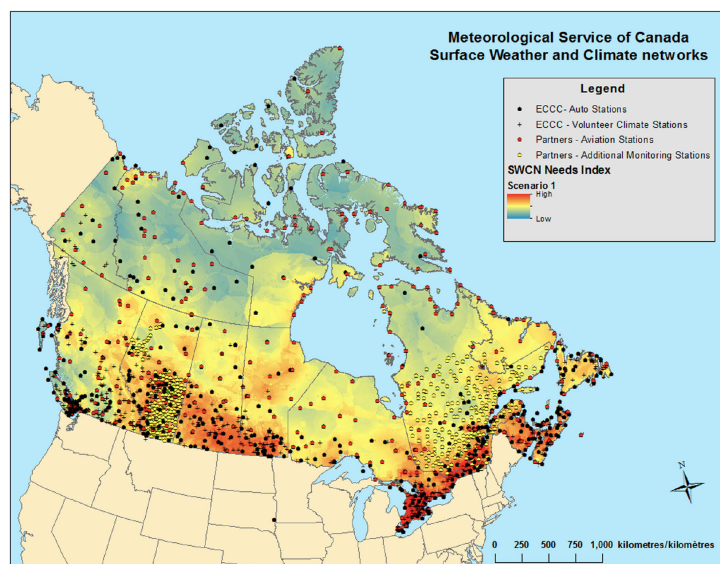 Meteorological Service of Canada
Surface Weather and Climate networks
Legend
ECCC- Auto Stations
ECCC - Volunteer Climate Stations
Partners - Aviation Stations
Partners - Additional Monitoring Stations
SWCN Needs Index
Scenario 1
High
Low
N
0 250 500 750 1,000 kilometres/kilomètres